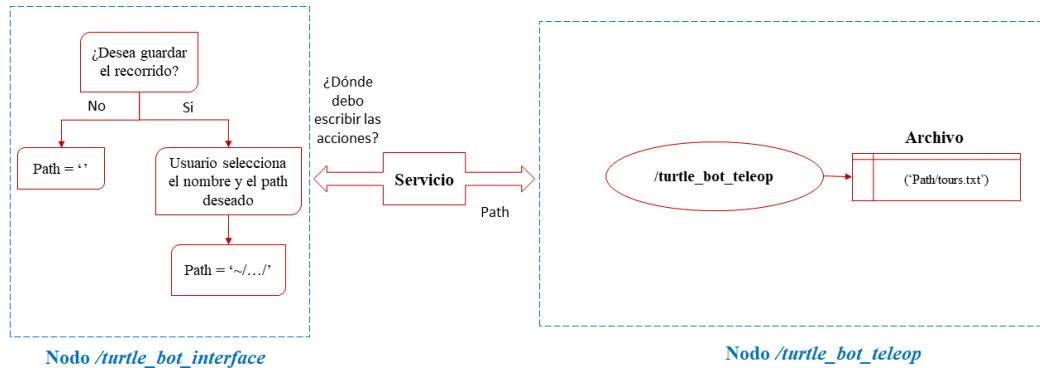 ¿Desea guardar
el recorrido?
No
Si
Path = ‘’
Usuario selecciona
el nombre y el path
deseado
Path = ‘~/…/’
Nodo /turtle_bot_interface
¿Dónde
debo
escribir las
acciones?
Servicio
Path
/turtle_bot_teleop
Archivo
(‘Path/tours.txt’)
Nodo /turtle_bot_teleop